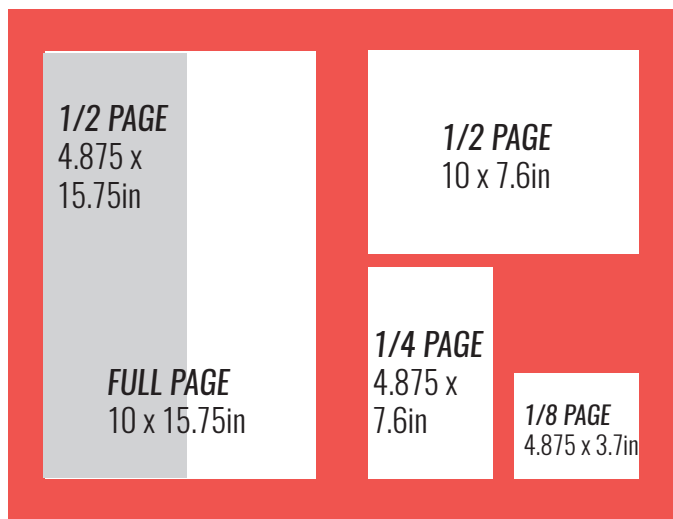 1/2 PAGE
4.875 x
15.75in
FULL PAGE
10 x 15.75in
1/2 PAGE
10 x 7.6in
1/4 PAGE
4.875 x
7.6in
1/8 PAGE
4.875 x 3.7in